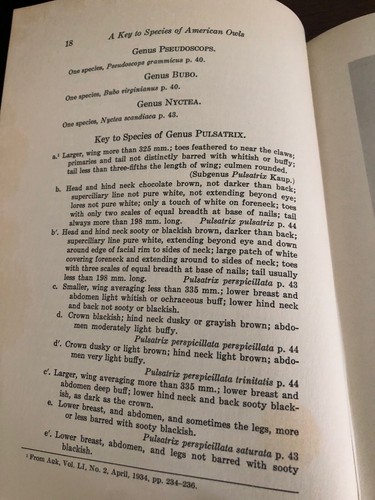 18
A Key to Species of American Owls
Genus PSEUDOSCOPS.
One species, Pseudoscops grammicus p. 40.
Genus BUBO.
One species, Bubo virginianus p. 40.
Genus NYCTEA.
One species, Nyctea scandiaca p. 43.
Key to Species of Genus PULSATRIX.
a.¹ Larger, wing more than 325 mm.; toes feathered to near the claws;
primaries and tail not distinctly barred with whitish or buffy;
tail less than three-fifths the length of wing; culmen rounded.
(Subgenus Pulsatrix Kaup.)
b. Head and hind neck chocolate brown, not darker than back;
superciliary line not pure white, not extending beyond eye;
lores not pure white; only a touch of white on foreneck; toes
with only two scales of equal breadth at base of nails; tail
always more than 198 mm. long. Pulsatrix pulsatrix p. 44
b'. Head and hind neck sooty or blackish brown, darker than back;
superciliary line pure white, extending beyond eye and down
around edge of facial rim to sides of neck; large patch of white
covering foreneck and extending around to sides of neck; toes
with three scales of equal breadth at base of nails; tail usually
less than 198 mm. long. Pulsatrix perspicillata p. 43
c. Smaller, wing averaging less than 335 mm.; lower breast and
abdomen light whitish or ochraceous buff; lower hind neck
and back not sooty or blackish.
d. Crown blackish; hind neck dusky or grayish brown; abdo-
men moderately light buffy.
Pulsatrix perspicillata perspicillata p. 44
d'. Crown dusky or light brown; hind neck light brown; abdo-
men very light buffy.
Pulsatrix perspicillata trinitatis p. 44
c'. Larger, wing averaging more than 335 mm.; lower breast and
abdomen deep buff; lower hind neck and back sooty black-
ish, as dark as the crown.
e. Lower breast, and abdomen, and sometimes the legs, more
or less barred with sooty blackish.
Pulsatrix perspicillata saturata p. 43
e'. Lower breast, abdomen, and legs not barred with sooty
blackish.
¹ From Auk, Vol. LI, No. 2, April, 1934, pp. 234–236.